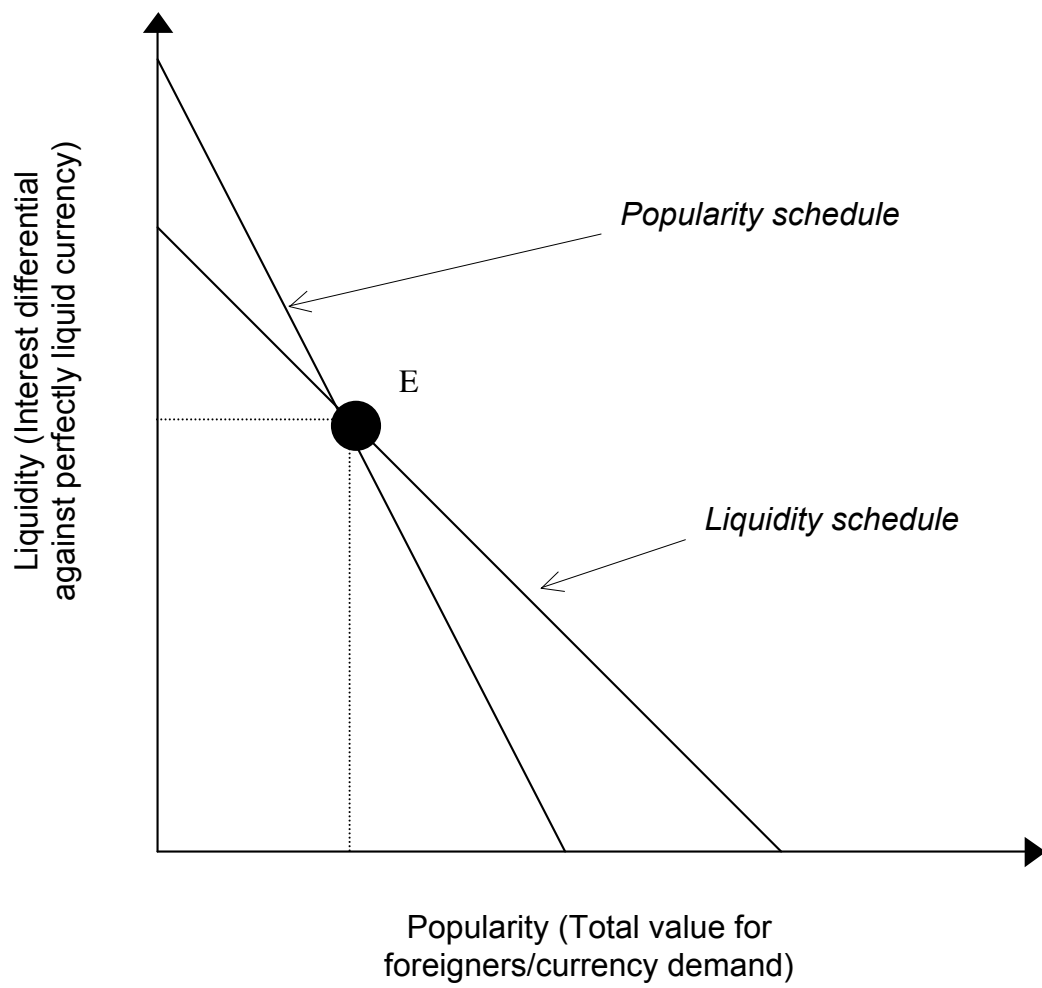 Liquidity (Interest differential
against perfectly liquid currency)
Popularity schedule
E
Liquidity schedule
Popularity (Total value for
foreigners/currency demand)